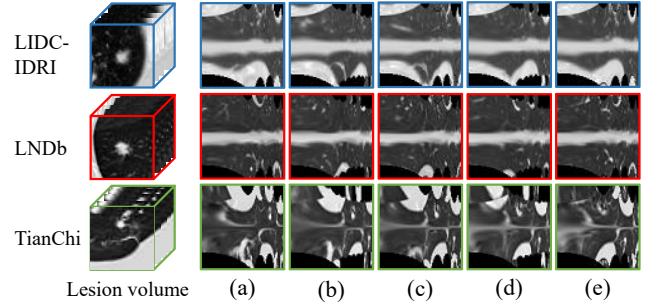 LIDC-
IDRI
LNDb
TianChi
Lesion volume (a) (b) (c) (d) (e)